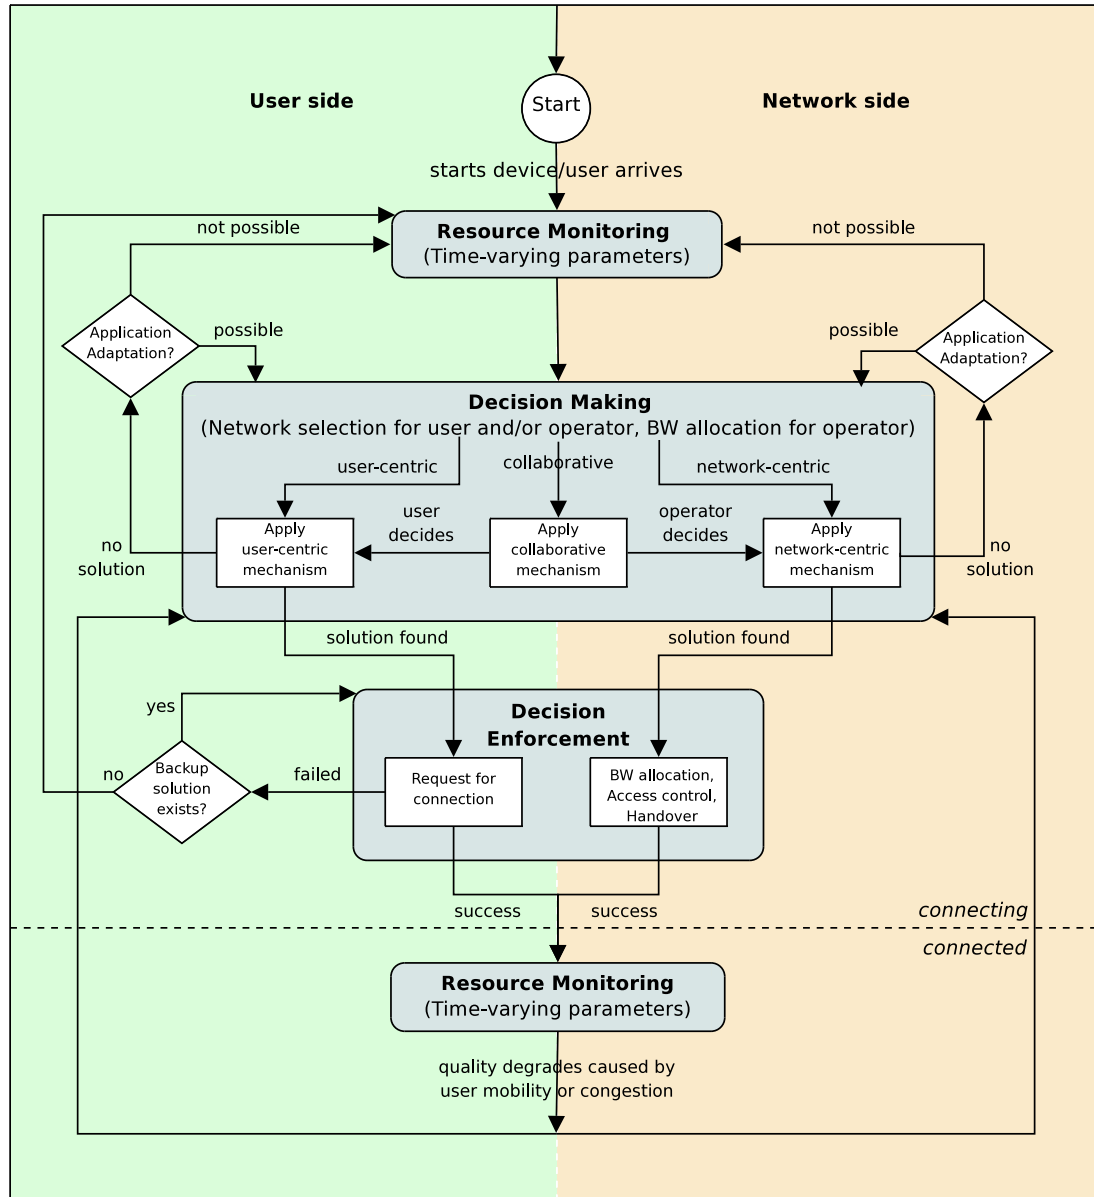 User side
Network side
Start
starts device/user arrives
not possible
Resource Monitoring
(Time-varying parameters)
not possible
Application
Adaptation?
possible
possible
Application
Adaptation?
Decision Making
(Network selection for user and/or operator, BW allocation for operator)
user-centric
collaborative
network-centric
user
decides
operator
decides
Apply
user-centric
mechanism
Apply
collaborative
mechanism
Apply
network-centric
mechanism
no
solution
no
solution
solution found
solution found
yes
Decision
Enforcement
no
Backup
solution
exists?
failed
Request for
connection
BW allocation,
Access control,
Handover
success
success
connecting
connected
Resource Monitoring
(Time-varying parameters)
quality degrades caused by
user mobility or congestion